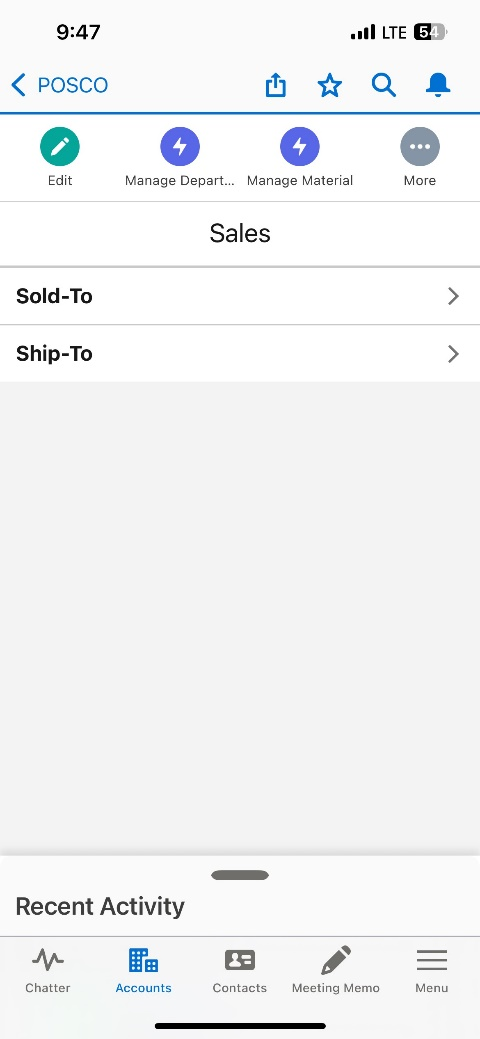 9:47
LTE 54
POSCO
Edit
Manage Depart...
Manage Material
More
Sales
Sold-To
Ship-To
Recent Activity
Chatter
Accounts
Contacts
Meeting Memo
Menu